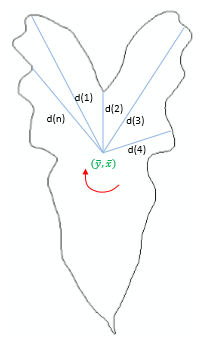 d(1)
d(2)
d(n)
d(3)
d(4)
(ȳ, x̄)